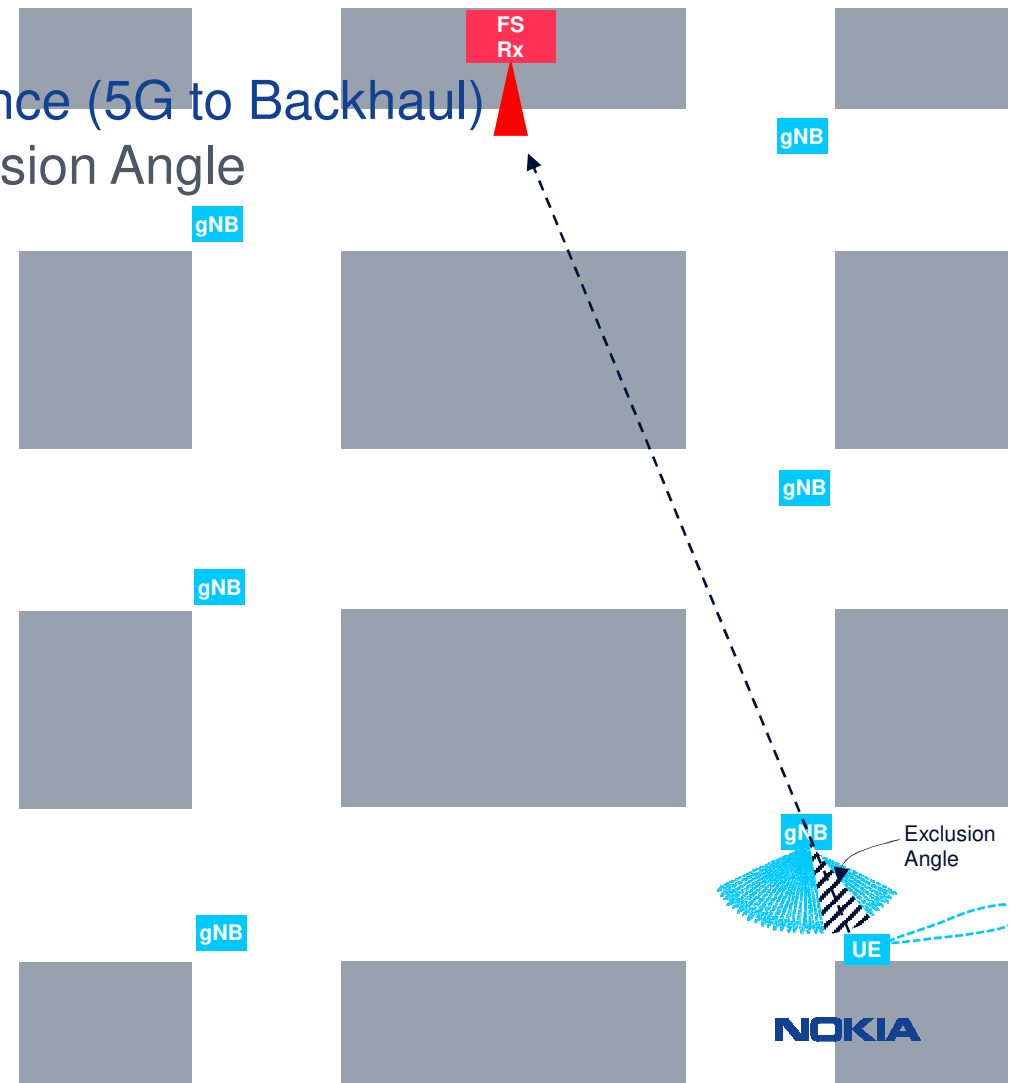 FS
Rx
nce (5G to Backhaul)
gNB
sion Angle
gNB
gNB
gNB
gNB
Exclusion
Angle
gNB
UE
NOKIA